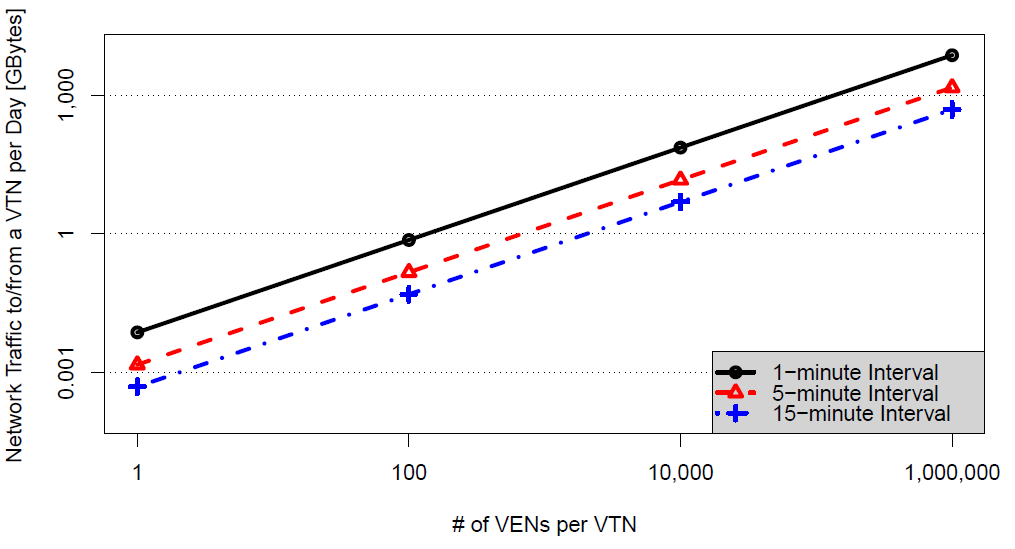 Network Traffic to/from a VTN per Day [GBytes]
1,000
1
0.001
1−minute Interval
5−minute Interval
15−minute Interval
1
100
10,000
1,000,000
# of VENs per VTN